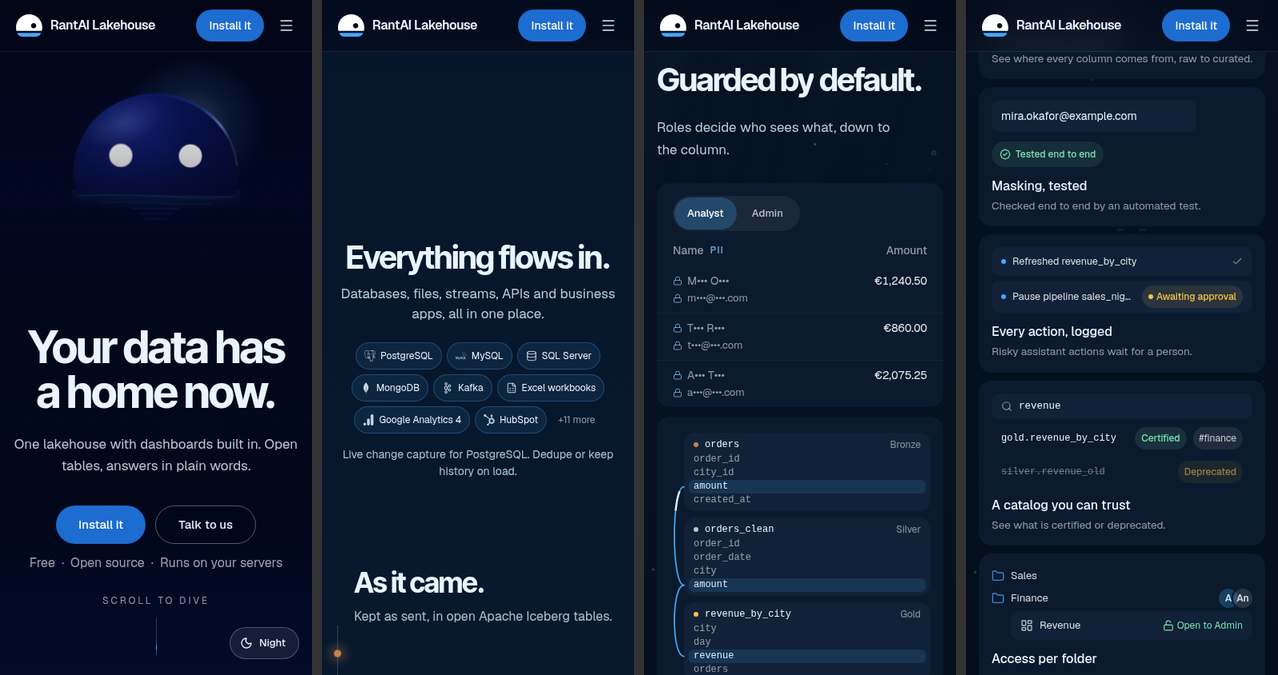 RantAI Lakehouse
Install it
Your data has
a home now.
One lakehouse with dashboards built in. Open
tables, answers in plain words.
Install it
Talk to us
Free · Open source · Runs on your servers
SCROLL TO DIVE
Night
RantAI Lakehouse
Install it
Everything flows in.
Databases, files, streams, APIs and business
apps, all in one place.
PostgreSQL
MySQL
SQL Server
MongoDB
Kafka
Excel workbooks
Google Analytics 4
HubSpot
+11 more
Live change capture for PostgreSQL. Dedupe or keep
history on load.
As it came.
Kept as sent, in open Apache Iceberg tables.
RantAI Lakehouse
Install it
Guarded by default.
Roles decide who sees what, down to
the column.
Analyst
Admin
Name PII
Amount
M••• O•••
€1,240.50
m•••@•••.com
T••• R•••
€860.00
t•••@•••.com
A••• T•••
€2,075.25
a•••@•••.com
orders
Bronze
order_id
city_id
amount
created_at
orders_clean
Silver
order_id
order_date
city
amount
revenue_by_city
Gold
city
day
revenue
orders
RantAI Lakehouse
Install it
See where every column comes from, raw to curated.
mira.okafor@example.com
Tested end to end
Masking, tested
Checked end to end by an automated test.
Refreshed revenue_by_city
Pause pipeline sales_nig…
Awaiting approval
Every action, logged
Risky assistant actions wait for a person.
revenue
gold.revenue_by_city
Certified
#finance
silver.revenue_old
Deprecated
A catalog you can trust
See what is certified or deprecated.
Sales
Finance
A
An
Revenue
Open to Admin
Access per folder